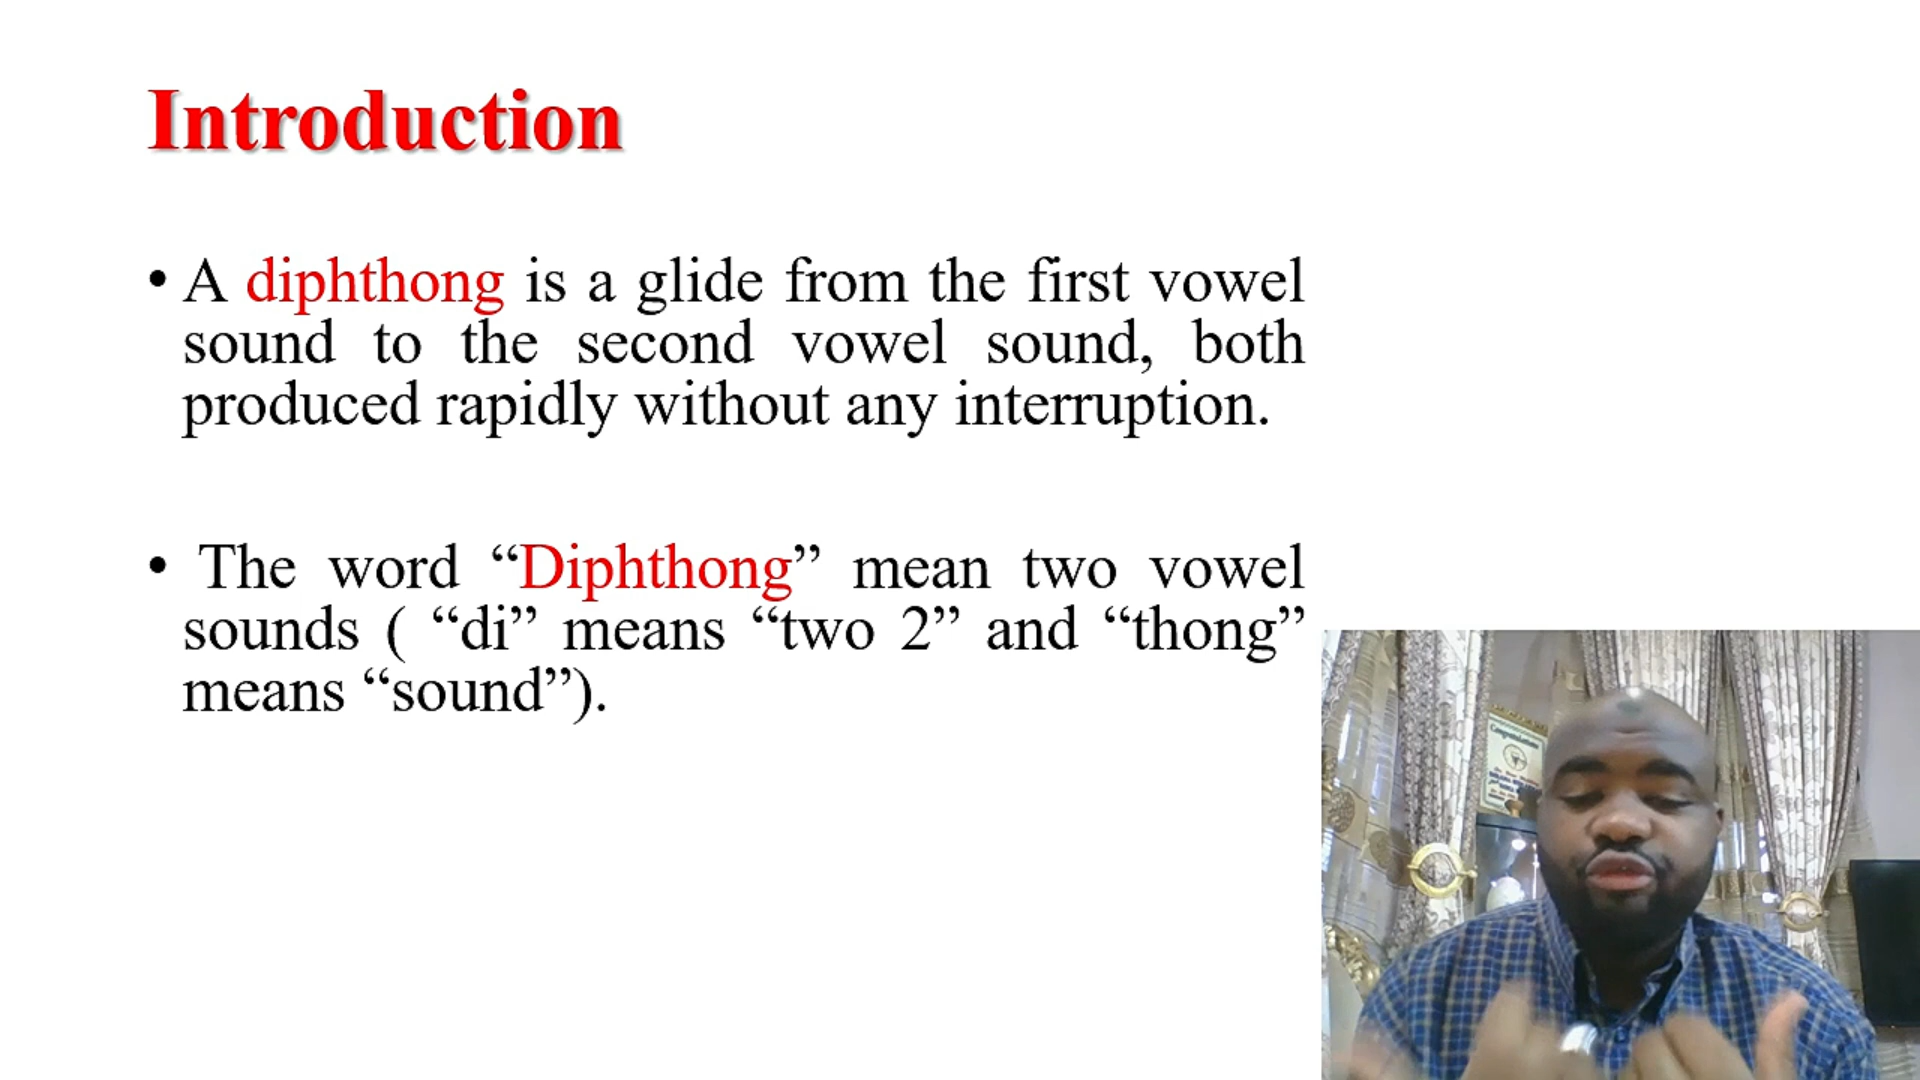 Introduction
• A diphthong is a glide from the first vowel
sound to the second vowel sound, both
produced rapidly without any interruption.
• The word “Diphthong” mean two vowel
sounds ( “di” means “two 2” and “thong”
means “sound”).